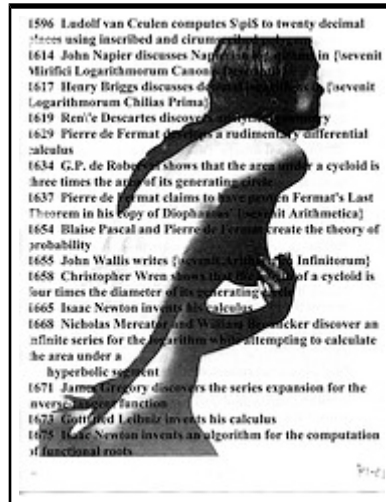 1596 Ludolf van Ceulen computes $\pi$ to twenty decimal
places using inscribed and
1614 John Napier discusses in {\sevenit
Mirifici Logarithmorum Canonis
1617 Henry Briggs discusses in {\sevenit
Logarithmorum Chilias Prima}
1619 Ren\'e Descartes discovers
1629 Pierre de Fermat a rudimentary differential
calculus
1634 G.P. de shows that the area under a cycloid is
three times the area of its generating circle
1637 Pierre de Fermat claims to have proven Fermat's Last
Theorem in his copy of Diophantus' {\sevenit Arithmetica}
1654 Blaise Pascal and Pierre de Fermat create the theory of
probability
1655 John Wallis writes {\sevenit Infinitorum}
1658 Christopher Wren shows that the of a cycloid is
four times the diameter of its generating circle
1665 Isaac Newton invents his calculus
1668 Nicholas Mercator and William discover an
infinite series for the logarithm while attempting to calculate
the area under a
hyperbolic segment
1671 James Gregory discovers the series expansion for the
inverse function
1673 Gottfried Leibniz invents his calculus
1675 Isaac Newton invents an algorithm for the computation
of functional roots